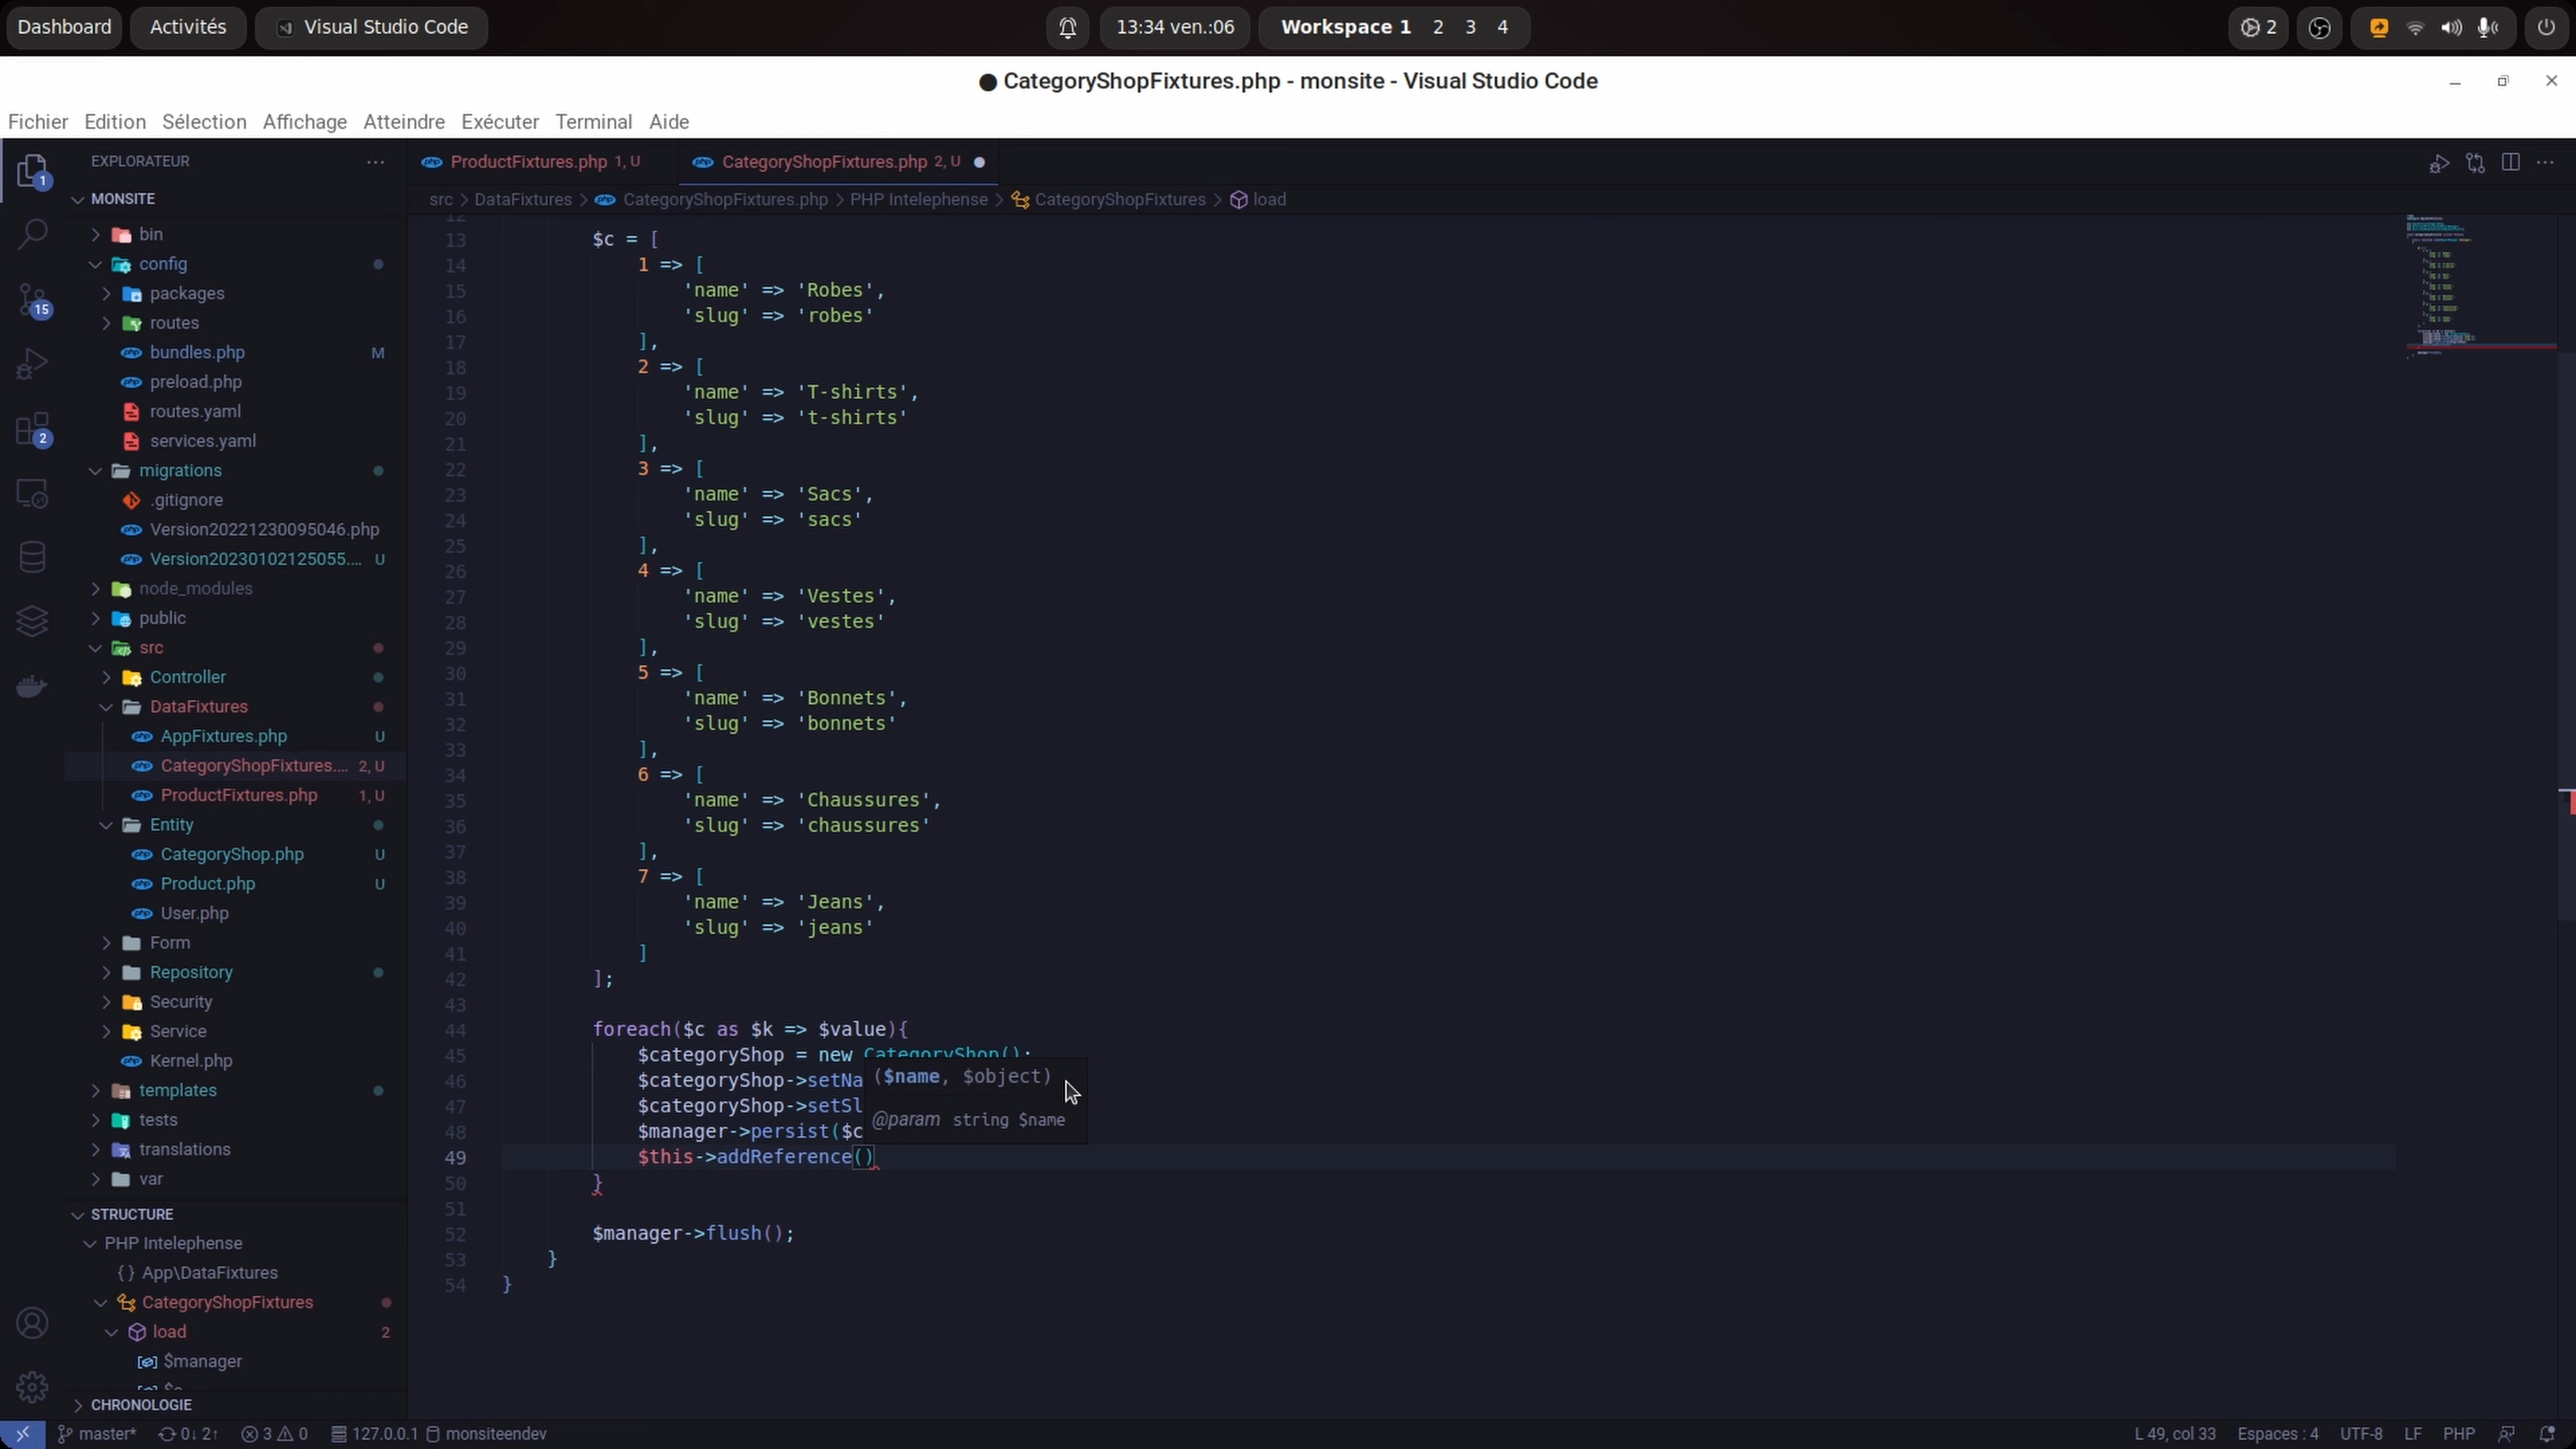 Dashboard
Activités
Visual Studio Code
13:34 ven.:06
Workspace 1 2 3 4
2
CategoryShopFixtures.php - monsite - Visual Studio Code
Fichier Edition Sélection Affichage Atteindre Exécuter Terminal Aide
EXPLORATEUR
MONSITE
bin
config
packages
routes
bundles.php M
preload.php
routes.yaml
services.yaml
migrations
.gitignore
Version20221230095046.php
Version20230102125055.... U
node_modules
public
src
Controller
DataFixtures
AppFixtures.php U
CategoryShopFixtures.... 2, U
ProductFixtures.php 1, U
Entity
CategoryShop.php U
Product.php U
User.php
Form
Repository
Security
Service
Kernel.php
templates
tests
translations
var
STRUCTURE
PHP Intelephense
{} App\DataFixtures
CategoryShopFixtures
load 2
$manager
CHRONOLOGIE
1
15
2
ProductFixtures.php 1, U
CategoryShopFixtures.php 2, U
src > DataFixtures > CategoryShopFixtures.php > PHP Intelephense > CategoryShopFixtures > load
12
13 $c = [
14 1 => [
15 'name' => 'Robes',
16 'slug' => 'robes'
17 ],
18 2 => [
19 'name' => 'T-shirts',
20 'slug' => 't-shirts'
21 ],
22 3 => [
23 'name' => 'Sacs',
24 'slug' => 'sacs'
25 ],
26 4 => [
27 'name' => 'Vestes',
28 'slug' => 'vestes'
29 ],
30 5 => [
31 'name' => 'Bonnets',
32 'slug' => 'bonnets'
33 ],
34 6 => [
35 'name' => 'Chaussures',
36 'slug' => 'chaussures'
37 ],
38 7 => [
39 'name' => 'Jeans',
40 'slug' => 'jeans'
41 ]
42 ];
43
44 foreach($c as $k => $value){
45 $categoryShop = new CategoryShop();
46 $categoryShop->setNa
47 $categoryShop->setSl
48 $manager->persist($c
49 $this->addReference()
50 }
51
52 $manager->flush();
53 }
54 }
($name, $object)
@param string $name
master* 0↓ 2↑ 3 0 127.0.0.1 monsiteendev
L 49, col 33 Espaces : 4 UTF-8 LF PHP